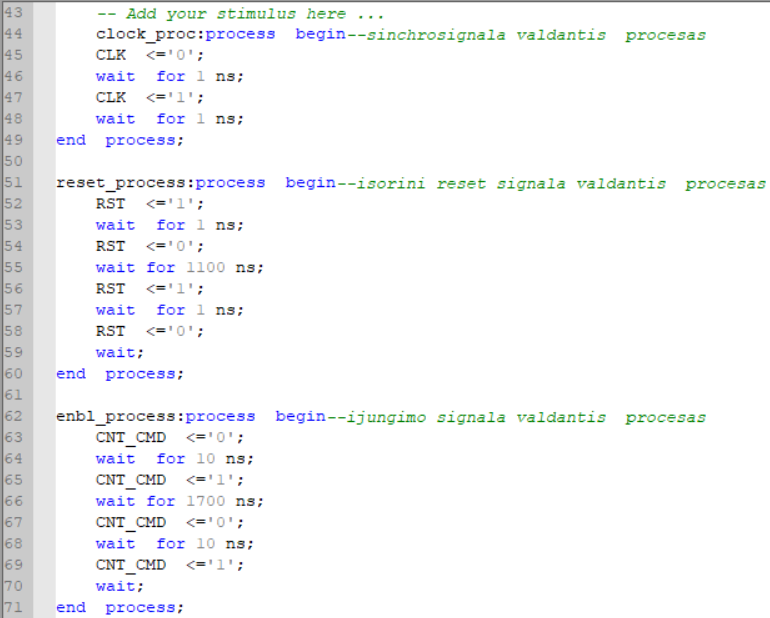 43 -- Add your stimulus here ...
44 clock_proc:process begin--sinchrosignala valdantis procesas
45 CLK <='0';
46 wait for 1 ns;
47 CLK <='1';
48 wait for 1 ns;
49 end process;
50
51 reset_process:process begin--isorini reset signala valdantis procesas
52 RST <='1';
53 wait for 1 ns;
54 RST <='0';
55 wait for 1100 ns;
56 RST <='1';
57 wait for 1 ns;
58 RST <='0';
59 wait;
60 end process;
61
62 enbl_process:process begin--ijungimo signala valdantis procesas
63 CNT_CMD <='0';
64 wait for 10 ns;
65 CNT_CMD <='1';
66 wait for 1700 ns;
67 CNT_CMD <='0';
68 wait for 10 ns;
69 CNT_CMD <='1';
70 wait;
71 end process;